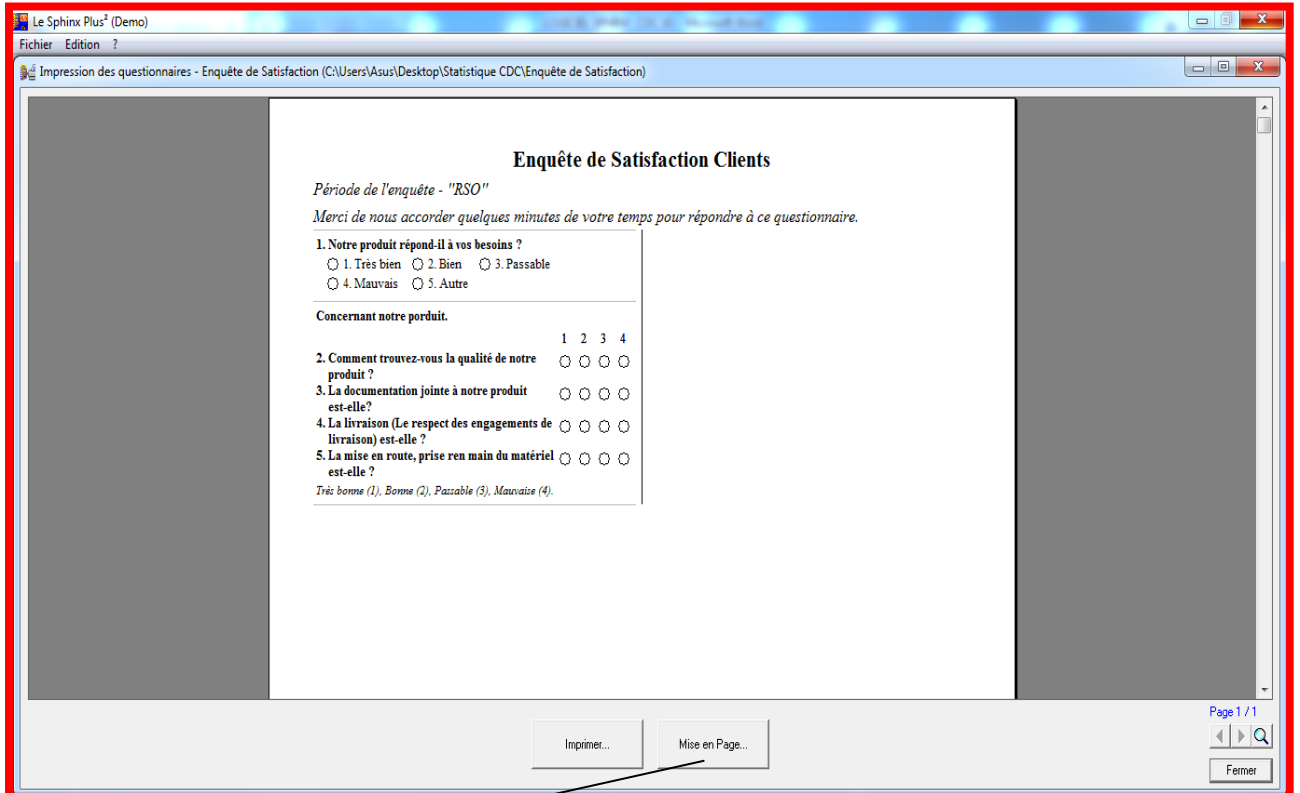 Le Sphinx Plus² (Demo)
Fichier Edition ?
Impression des questionnaires - Enquête de Satisfaction (C:\Users\Asus\Desktop\Statistique CDC\Enquête de Satisfaction)
Enquête de Satisfaction Clients
Période de l'enquête - "RSO"
Merci de nous accorder quelques minutes de votre temps pour répondre à ce questionnaire.
1. Notre produit répond-il à vos besoins ?
1. Très bien 2. Bien 3. Passable
4. Mauvais 5. Autre
Concernant notre porduit.
1 2 3 4
2. Comment trouvez-vous la qualité de notre
produit ?
3. La documentation jointe à notre produit
est-elle?
4. La livraison (Le respect des engagements de
livraison) est-elle ?
5. La mise en route, prise ren main du matériel
est-elle ?
Très bonne (1), Bonne (2), Passable (3), Mauvaise (4).
Page 1 / 1
Imprimer... Mise en Page...
Fermer